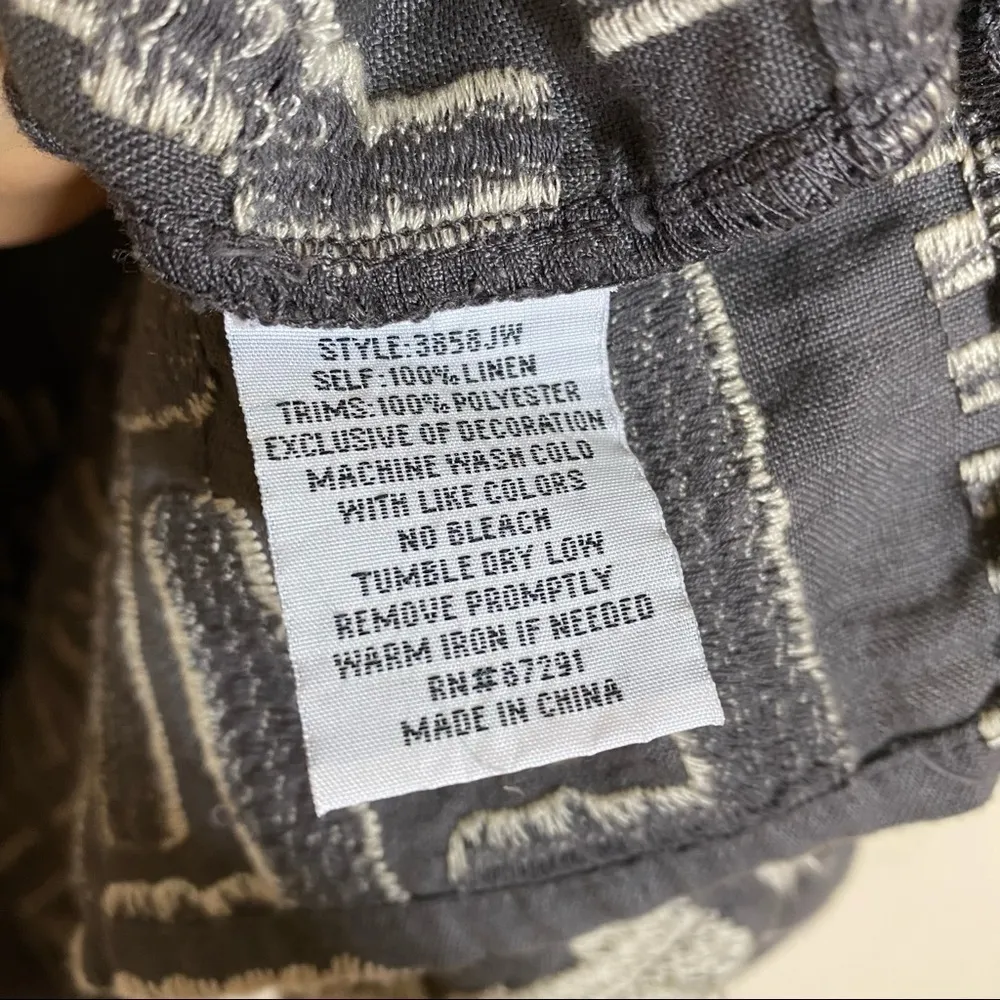 STYLE:3858JW
SELF:100%LINEN
TRIMS:100%POLYESTER
EXCLUSIVE OF DECORATION
MACHINE WASH COLD
WITH LIKE COLORS
NO BLEACH
TUMBLE DRY LOW
REMOVE PROMPTLY
WARM IRON IF NEEDED
RN#87291
MADE IN CHINA